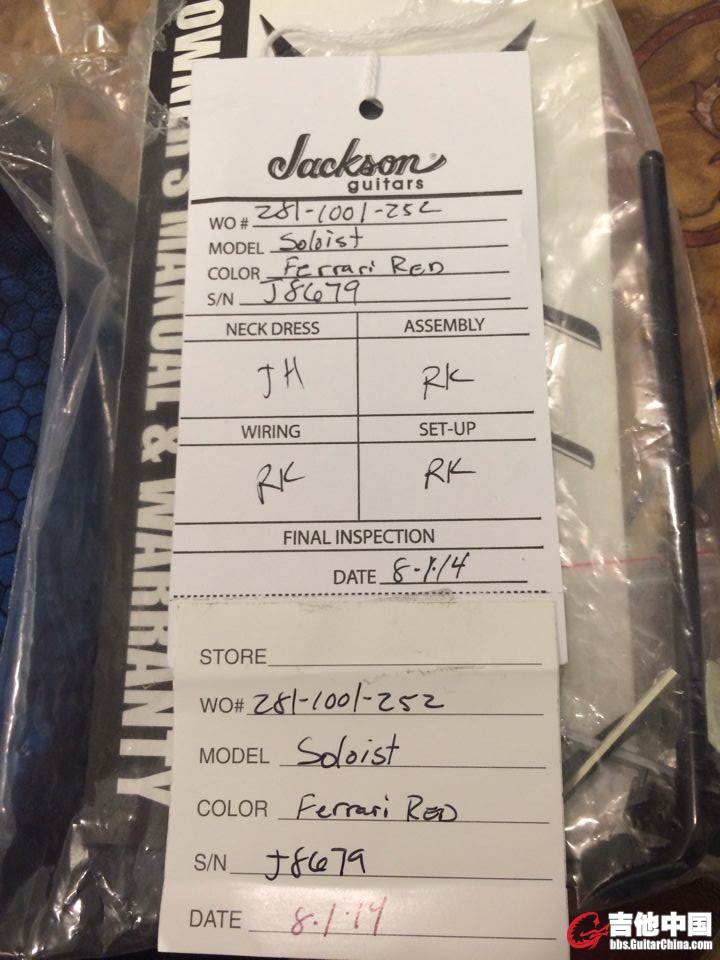 OWNER'S MANUAL & WARRANTY
Jackson®
guitars
WO # 281-1001-252
MODEL Soloist
COLOR Ferrari RED
S/N J8679
NECK DRESS ASSEMBLY
JH RK
WIRING SET-UP
RK RK
FINAL INSPECTION
DATE 8·1·14
STORE
WO# 281-1001-252
MODEL Soloist
COLOR Ferrari RED
S/N J8679
DATE 8·1·14
吉他中国
bbs.GuitarChina.com